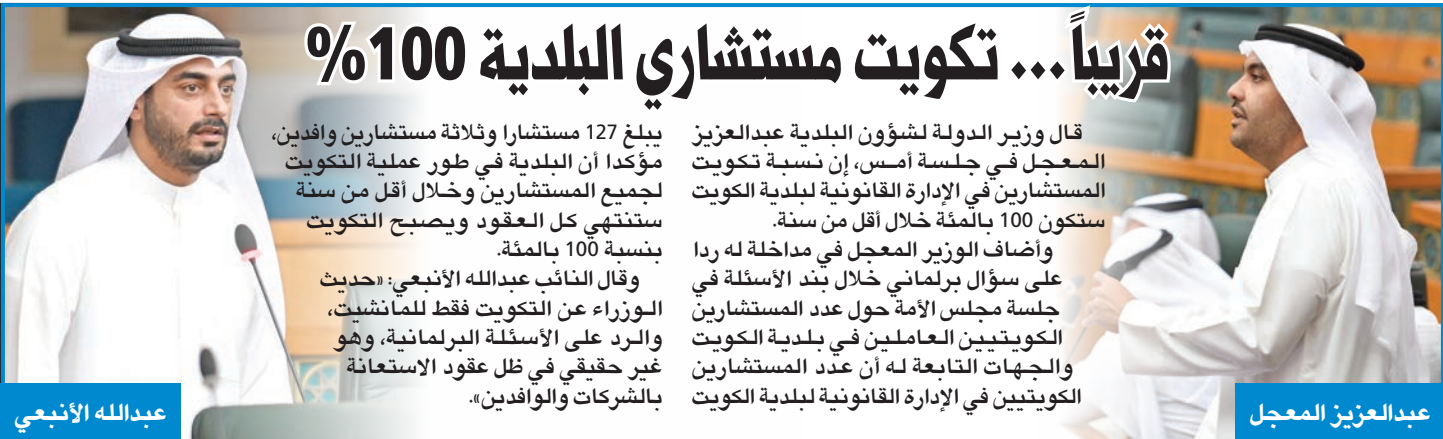 قريباً... تكويت مستشاري البلدية 100%
قال وزير الدولة لشؤون البلدية عبدالعزيز
المعجل في جلسة أمس، إن نسبة تكويت
المستشارين في الإدارة القانونية لبلدية الكويت
ستكون 100 بالمئة خلال أقل من سنة.
وأضاف الوزير المعجل في مداخلة له ردا
على سؤال برلماني خلال بند الأسئلة في
جلسة مجلس الأمة حول عدد المستشارين
الكويتيين العاملين في بلدية الكويت
والجهات التابعة له أن عدد المستشارين
الكويتيين في الإدارة القانونية لبلدية الكويت
يبلغ 127 مستشارا وثلاثة مستشارين وافدين،
مؤكدا أن البلدية في طور عملية التكويت
لجميع المستشارين وخلال أقل من سنة
ستنتهي كل العقود ويصبح التكويت
بنسبة 100 بالمئة.
وقال النائب عبدالله الأنبعي: «حديث
الوزراء عن التكويت فقط للمانشيت،
والرد على الأسئلة البرلمانية، وهو
غير حقيقي في ظل عقود الاستعانة
بالشركات والوافدين».
عبدالعزيز المعجل
عبدالله الأنبعي